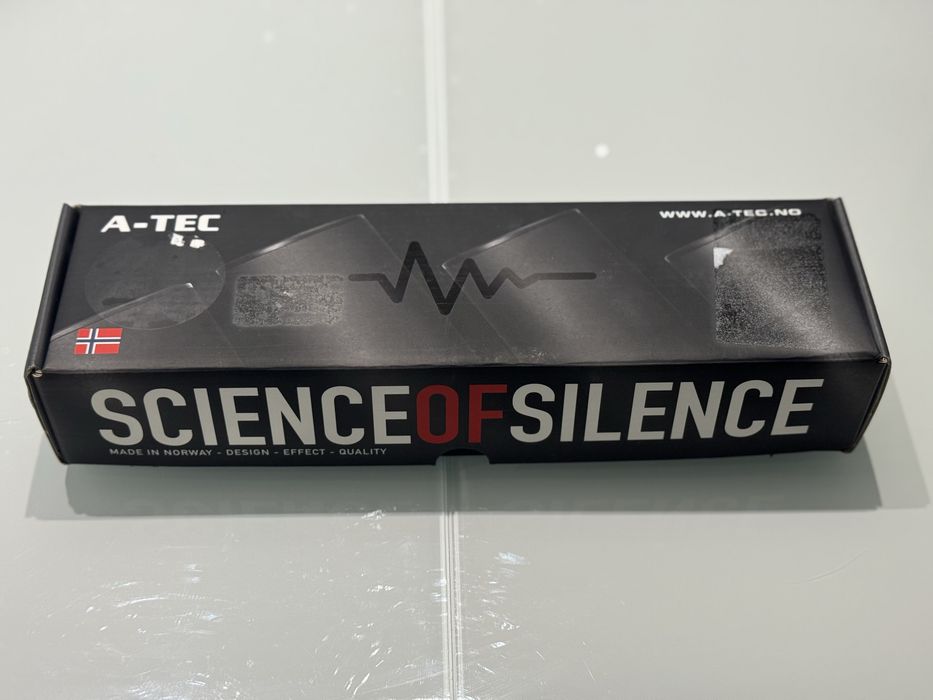 A-TEC
WWW.A-TEC.NO
SCIENCEOFSILENCE
MADE IN NORWAY - DESIGN - EFFECT - QUALITY